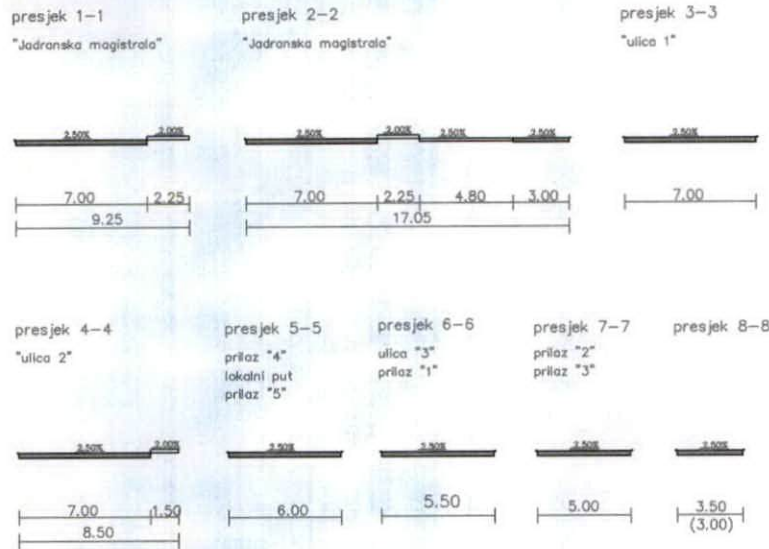 presjek 1-1
"Jadranska magistrala"
2.50%
2.00%
7.00
2.25
9.25
presjek 2-2
"Jadranska magistrala"
2.50%
2.00%
2.50%
2.50%
7.00
2.25
4.80
3.00
17.05
presjek 3-3
"ulica 1"
2.50%
7.00
presjek 4-4
"ulica 2"
2.50%
2.00%
7.00
1.50
8.50
presjek 5-5
prilaz "4"
lokalni put
prilaz "5"
2.50%
6.00
presjek 6-6
ulica "3"
prilaz "1"
2.50%
5.50
presjek 7-7
prilaz "2"
prilaz "3"
2.50%
5.00
presjek 8-8
2.50%
3.50
(3.00)